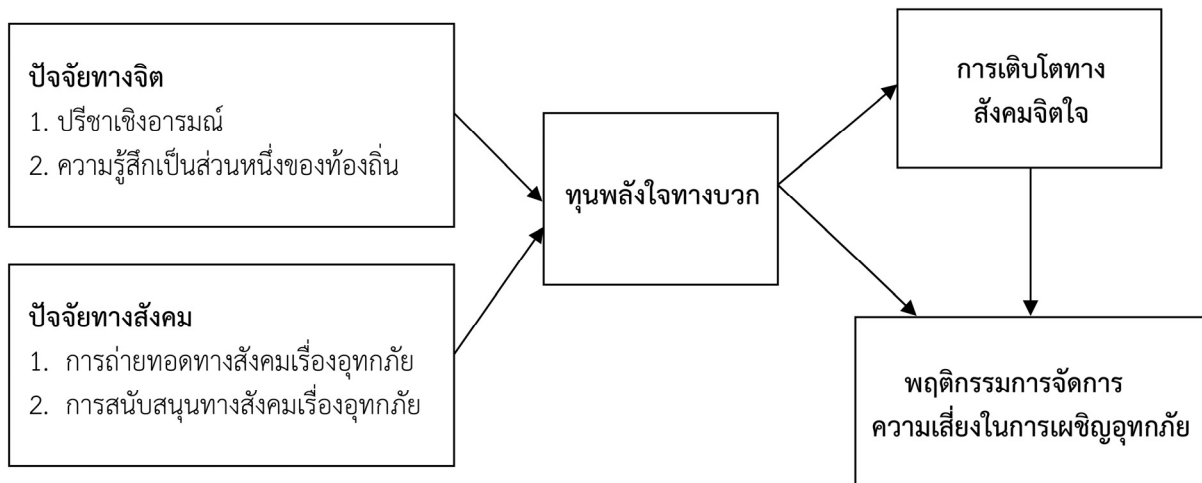 ปัจจัยทางจิต
1. ปรีชาเชิงอารมณ์
2. ความรู้สึกเป็นส่วนหนึ่งของท้องถิ่น
ปัจจัยทางสังคม
1. การถ่ายทอดทางสังคมเรื่องอุทกภัย
2. การสนับสนุนทางสังคมเรื่องอุทกภัย
ทุนพลังใจทางบวก
การเติบโตทาง
สังคมจิตใจ
พฤติกรรมการจัดการ
ความเสี่ยงในการเผชิญอุทกภัย